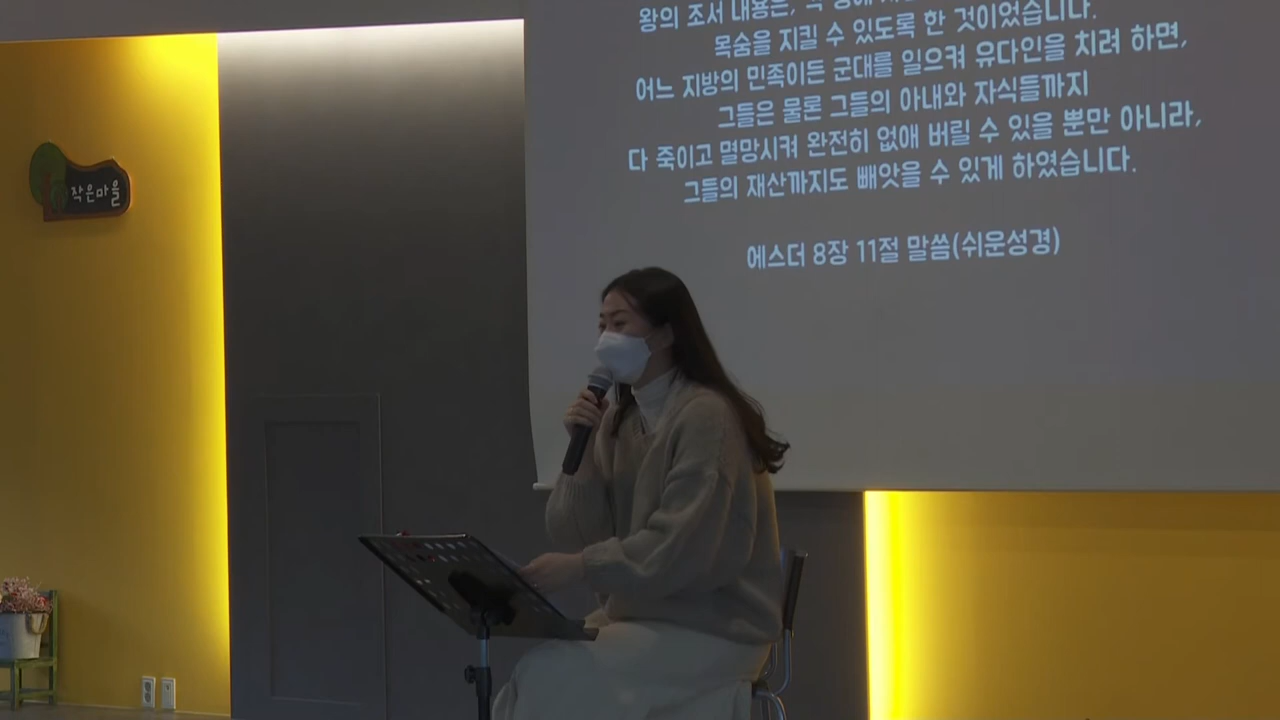 왕의 조서 내용은, 각
목숨을 지킬 수 있도록 한 것이었습니다.
어느 지방의 민족이든 군대를 일으켜 유다인을 치려 하면,
그들은 물론 그들의 아내와 자식들까지
다 죽이고 멸망시켜 완전히 없애 버릴 수 있을 뿐만 아니라,
그들의 재산까지도 빼앗을 수 있게 하였습니다.
에스더 8장 11절 말씀(쉬운성경)
작은마을